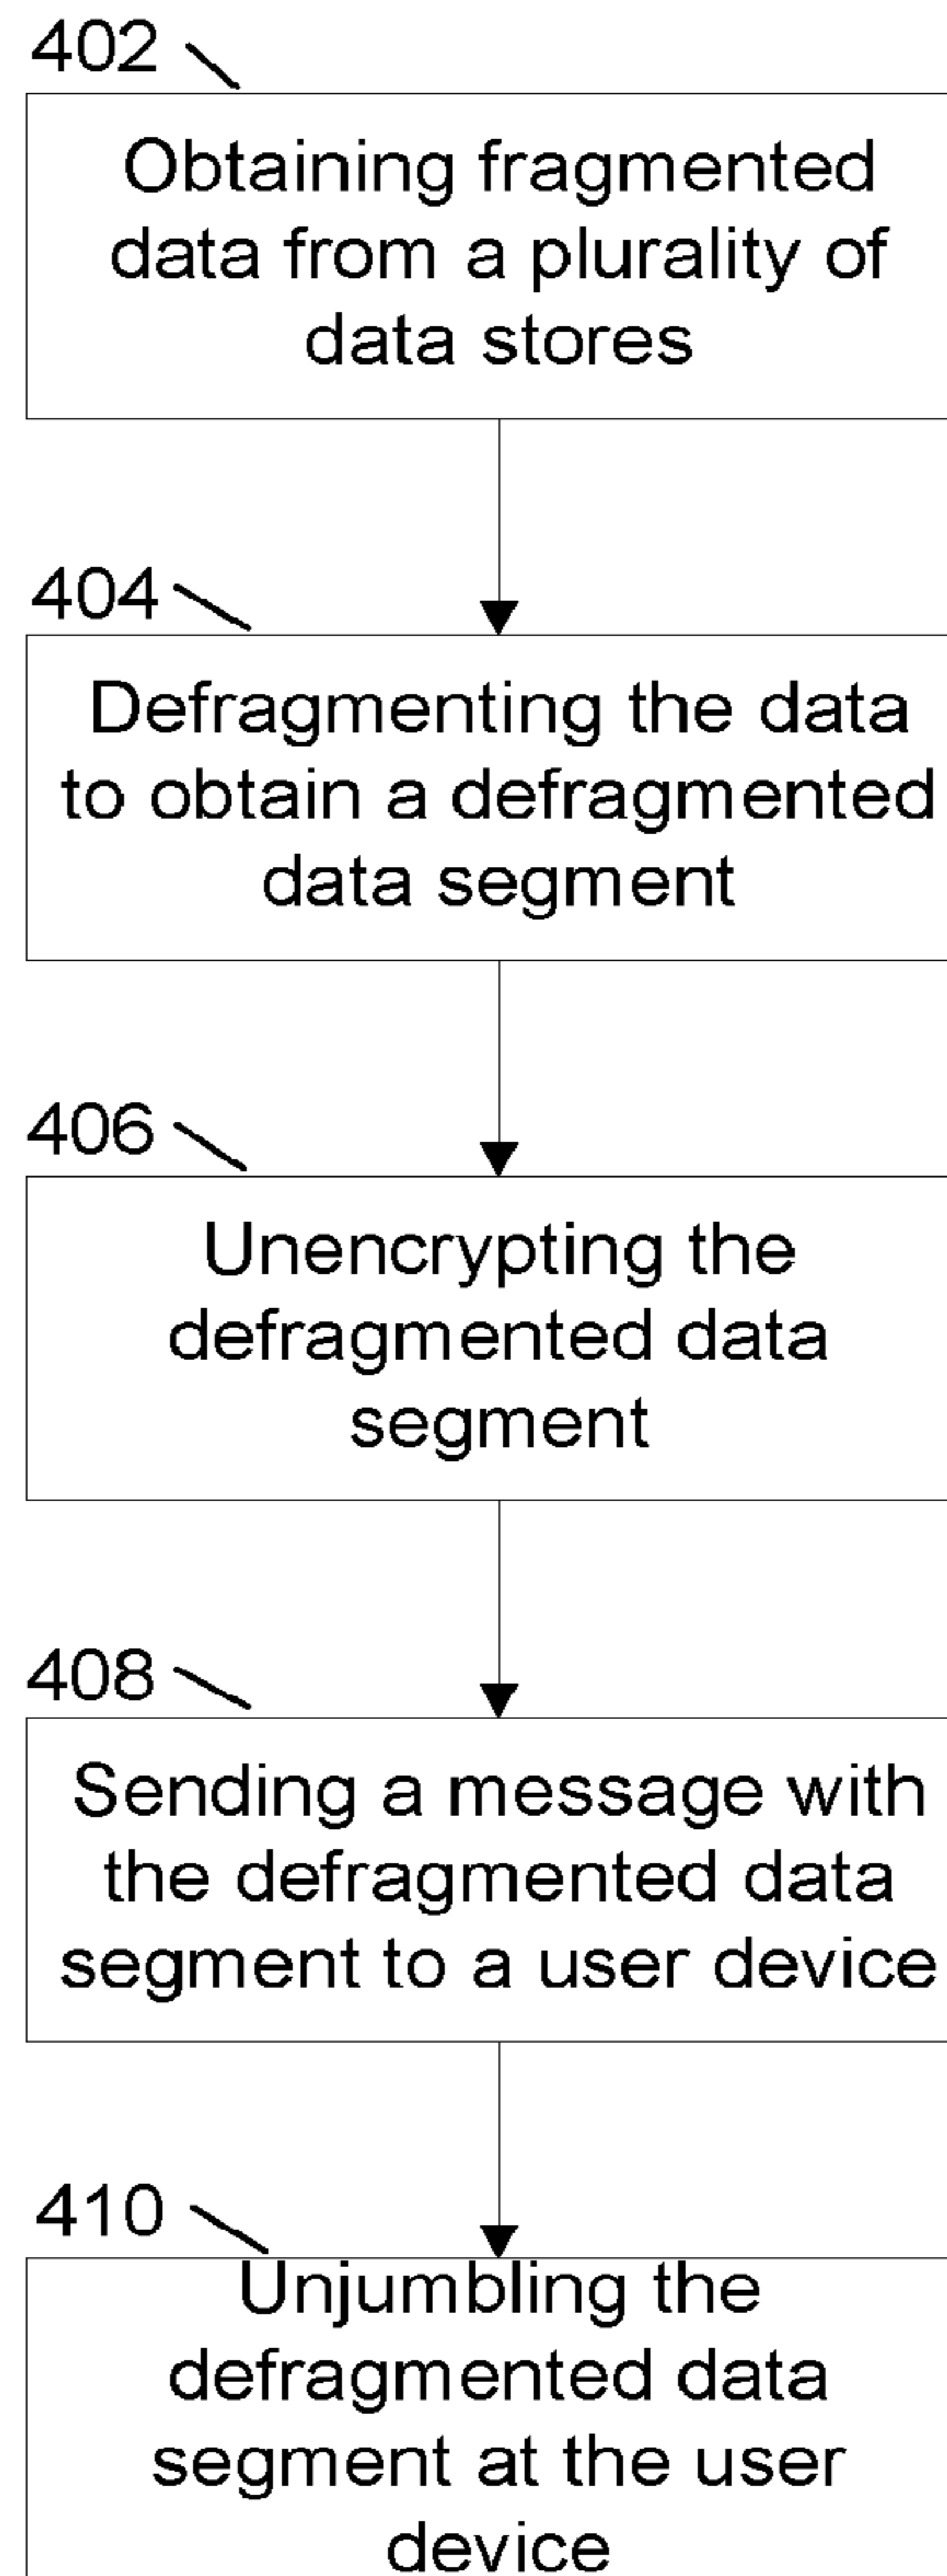 402
Obtaining fragmented
data from a plurality of
data stores
404
Defragmenting the data
to obtain a defragmented
data segment
406
Unencrypting the
defragmented data
segment
408
Sending a message with
the defragmented data
segment to a user device
410
Unjumbling the
defragmented data
segment at the user
device